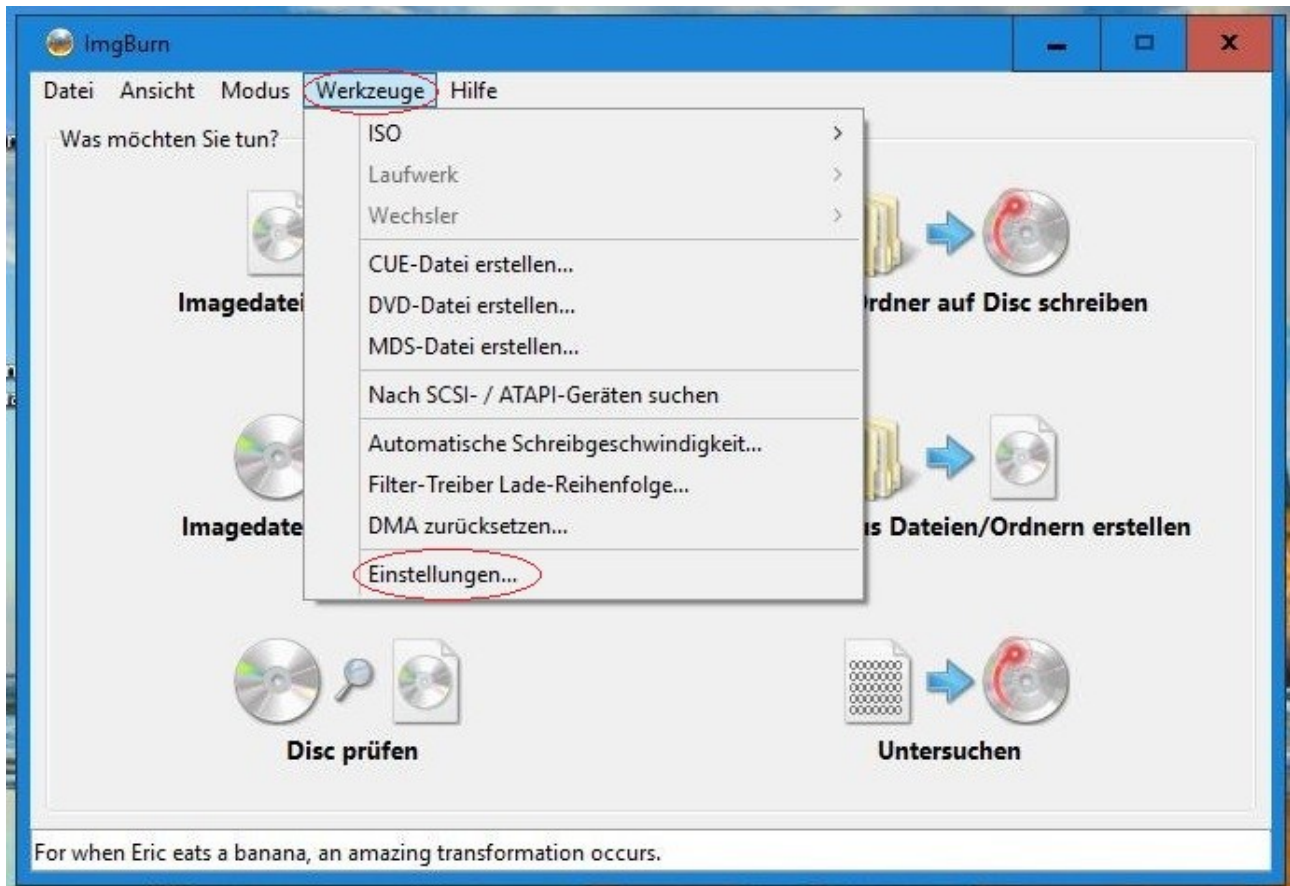 ImgBurn
Datei Ansicht Modus Werkzeuge Hilfe
Was möchten Sie tun?
ISO
Laufwerk
Wechsler
CUE-Datei erstellen...
DVD-Datei erstellen...
MDS-Datei erstellen...
Nach SCSI- / ATAPI-Geräten suchen
Automatische Schreibgeschwindigkeit...
Filter-Treiber Lade-Reihenfolge...
DMA zurücksetzen...
Einstellungen...
Imagedatei
auf Disc schreiben
Dateien/Ordnern erstellen
Disc prüfen
Untersuchen
For when Eric eats a banana, an amazing transformation occurs.